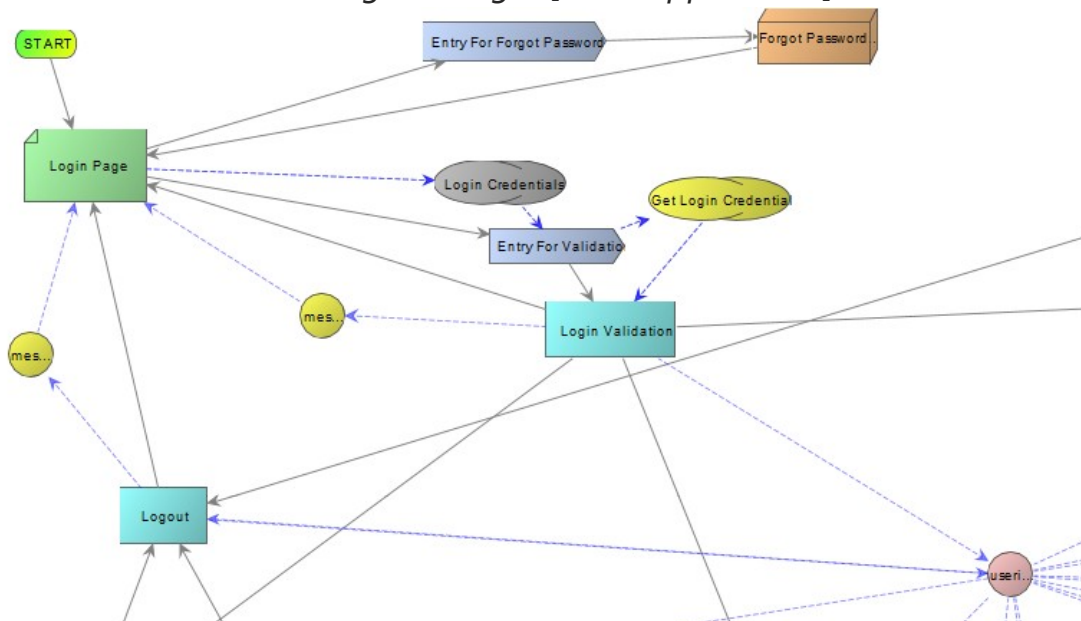 START
Entry For Forgot Password
Forgot Password..
Login Page
Login Credentials
Get Login Credential
Entry For Validatio
mes...
Login Validation
mes...
Logout
useri...